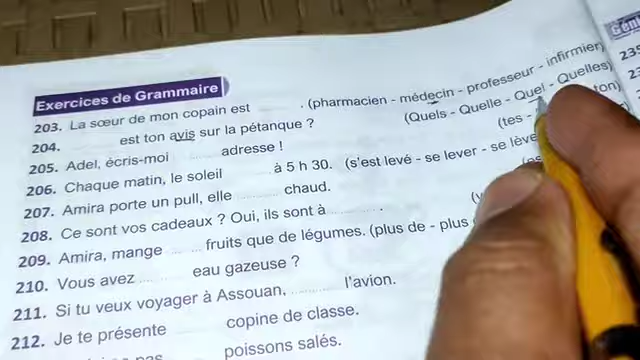 Exercices de Grammaire
203. La sœur de mon copain est ........ . (pharmacien - médecin - professeur - infirmier)
204. ........ est ton avis sur la pétanque ? (Quels - Quelle - Quel - Quelles)
205. Adel, écris-moi ........ adresse ! (tes - ton)
206. Chaque matin, le soleil ........ à 5 h 30. (s'est levé - se lever - se lève
207. Amira porte un pull, elle ........ chaud.
208. Ce sont vos cadeaux ? Oui, ils sont à ........ .
209. Amira, mange ........ fruits que de légumes. (plus de - plus
210. Vous avez ........ eau gazeuse ?
211. Si tu veux voyager à Assouan, ........ l'avion.
212. Je te présente ........ copine de classe.
pas ........ poissons salés.
235